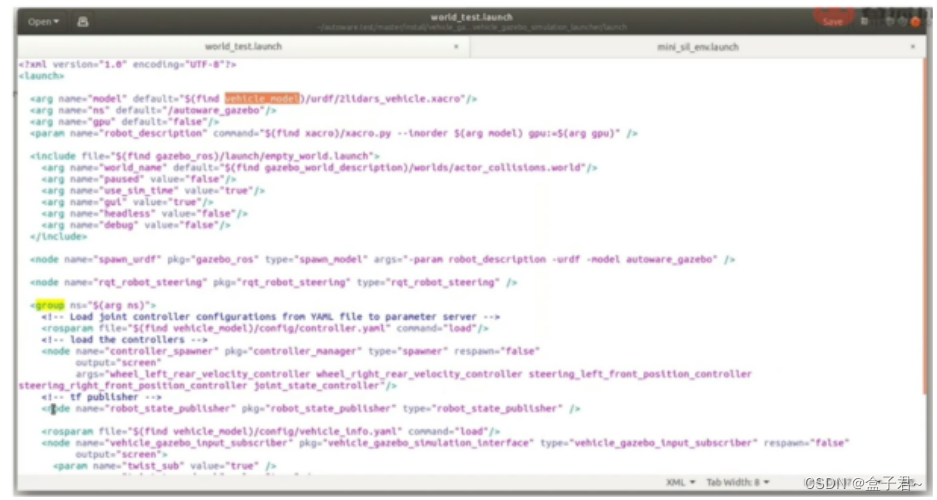 Open
world_test.launch
Save
world_test.launch
mini_sil_env.launch
<?xml version="1.0" encoding="UTF-8"?>
<launch>
<arg name="model" default="$(find vehicle_model)/urdf/2lidars_vehicle.xacro"/>
<arg name="ns" default="/autoware_gazebo"/>
<arg name="gpu" default="false"/>
<param name="robot_description" command="$(find xacro)/xacro.py --inorder $(arg model) gpu:=$(arg gpu)" />
<include file="$(find gazebo_ros)/launch/empty_world.launch">
<arg name="world_name" default="$(find gazebo_world_description)/worlds/actor_collisions.world"/>
<arg name="paused" value="false"/>
<arg name="use_sim_time" value="true"/>
<arg name="gui" value="true"/>
<arg name="headless" value="false"/>
<arg name="debug" value="false"/>
</include>
<node name="spawn_urdf" pkg="gazebo_ros" type="spawn_model" args="-param robot_description -urdf -model autoware_gazebo" />
<node name="rqt_robot_steering" pkg="rqt_robot_steering" type="rqt_robot_steering" />
<group ns="$(arg ns)">
<!-- Load joint controller configurations from YAML file to parameter server -->
<rosparam file="$(find vehicle_model)/config/controller.yaml" command="load"/>
<!-- load the controllers -->
<node name="controller_spawner" pkg="controller_manager" type="spawner" respawn="false"
output="screen"
args="wheel_left_rear_velocity_controller wheel_right_rear_velocity_controller steering_left_front_position_controller
steering_right_front_position_controller joint_state_controller"/>
<!-- tf publisher -->
<node name="robot_state_publisher" pkg="robot_state_publisher" type="robot_state_publisher" />
<rosparam file="$(find vehicle_model)/config/vehicle_info.yaml" command="load"/>
<node name="vehicle_gazebo_input_subscriber" pkg="vehicle_gazebo_simulation_interface" type="vehicle_gazebo_input_subscriber" respawn="false"
output="screen">
<param name="twist_sub" value="true" />
XML
Tab Width: 8
CSDN @盒子君~